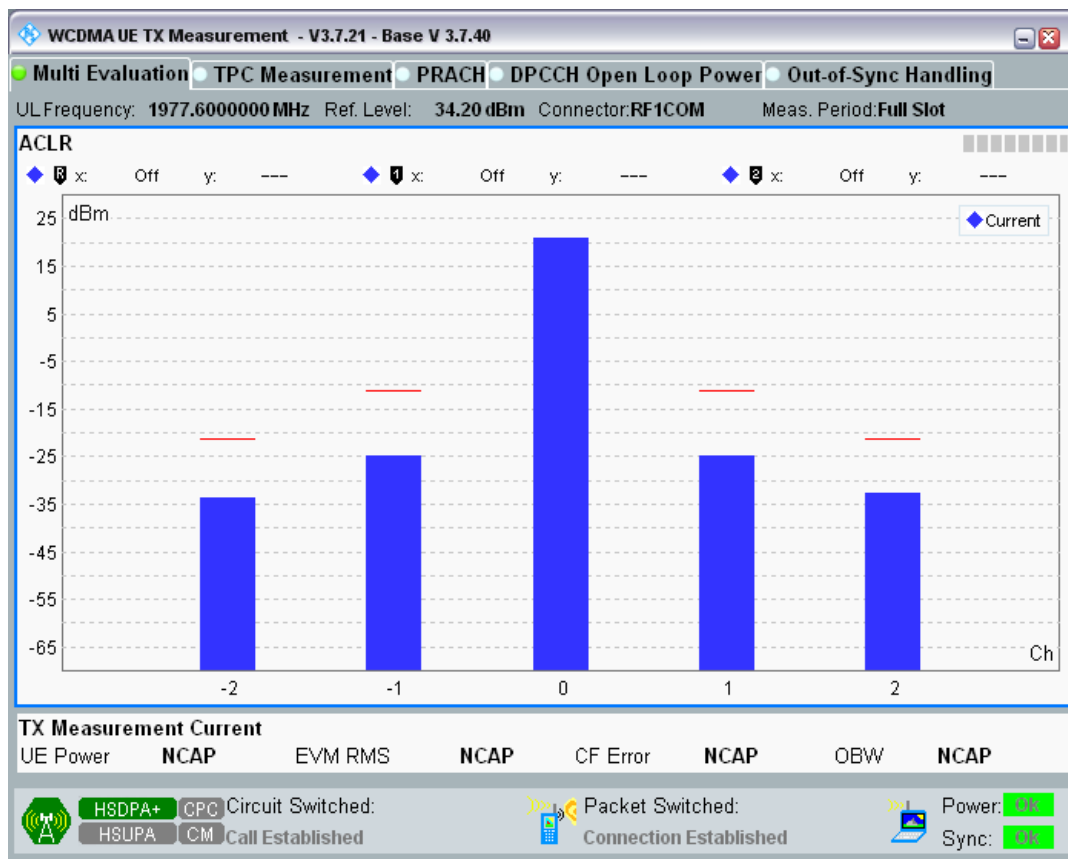 WCDMA UE TX Measurement - V3.7.21 - Base V 3.7.40
Multi Evaluation TPC Measurement PRACH DPCCH Open Loop Power Out-of-Sync Handling
UL Frequency: 1977.6000000 MHz Ref. Level: 34.20 dBm Connector:RF1COM Meas. Period:Full Slot
ACLR
R x: Off y: --- 1 x: Off y: --- 2 x: Off y: ---
dBm
Current
25
15
5
-5
-15
-25
-35
-45
-55
-65
Ch
-2 -1 0 1 2
TX Measurement Current
UE Power NCAP EVM RMS NCAP CF Error NCAP OBW NCAP
HSDPA+ CPC Circuit Switched: Packet Switched: Power: OK
HSUPA CM Call Established Connection Established Sync: OK